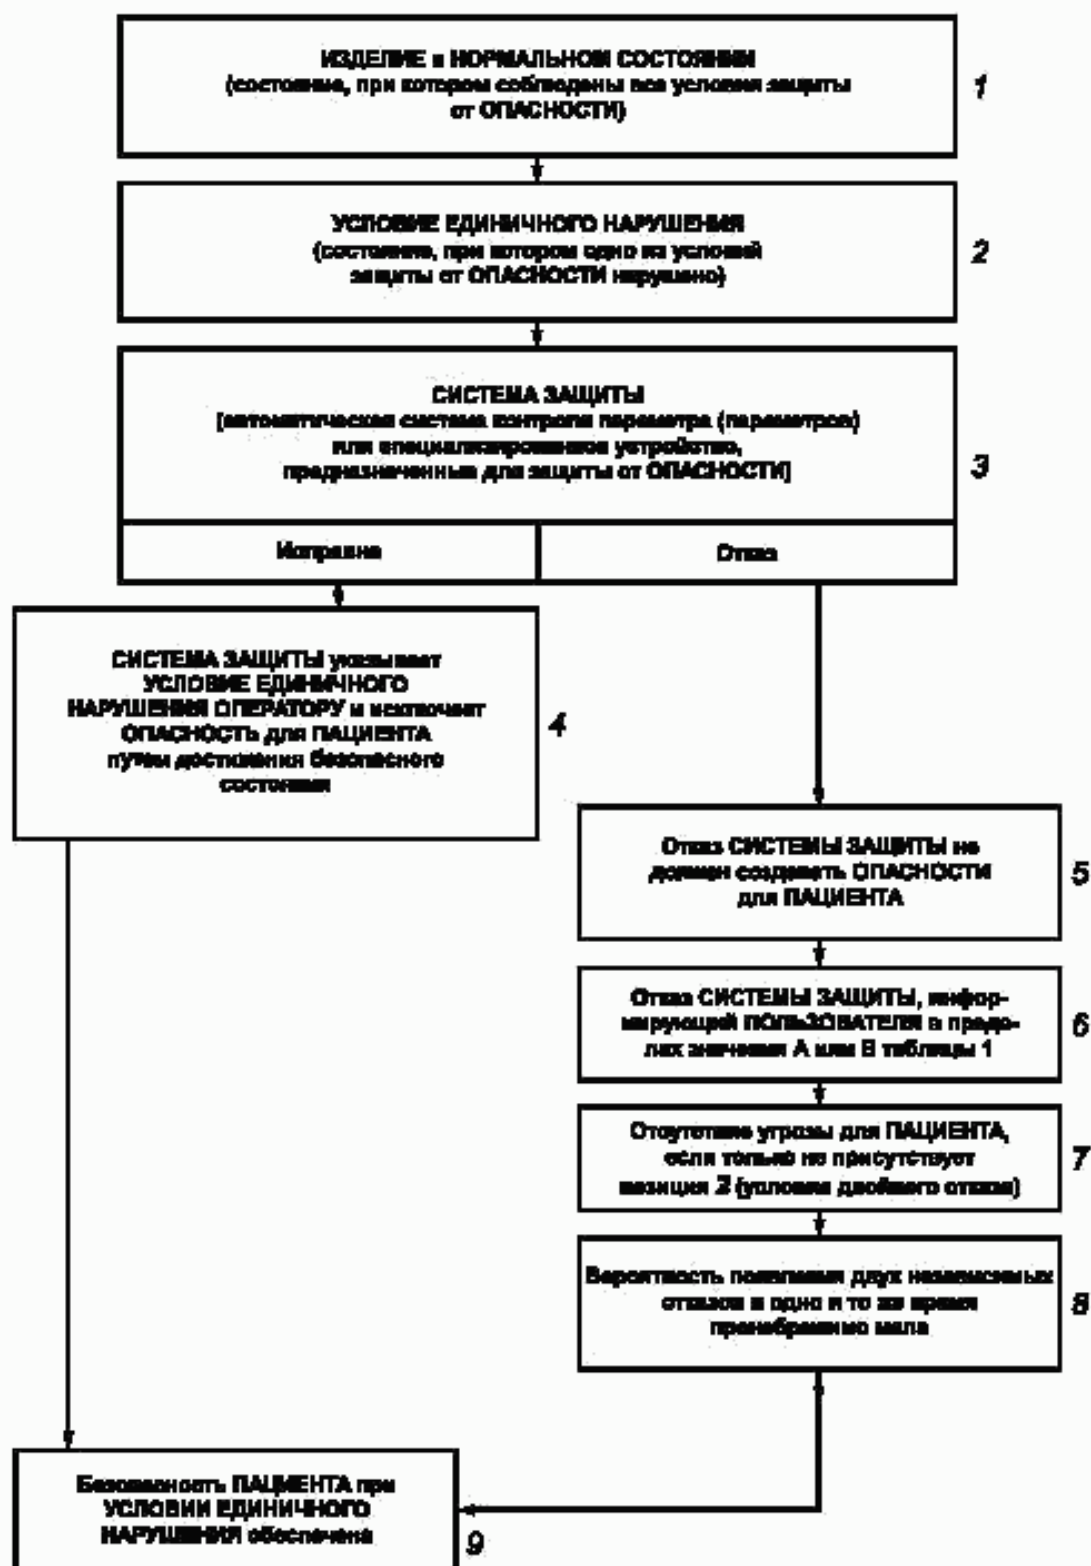 ИЗДЕЛИЕ в НОРМАЛЬНОМ СОСТОЯНИИ
(состояние, при котором соблюдены все условия защиты
от ОПАСНОСТИ)
1
УСЛОВИЕ ЕДИНИЧНОГО НАРУШЕНИЯ
(состояние, при котором одно из условий
защиты от ОПАСНОСТИ нарушено)
2
СИСТЕМА ЗАЩИТЫ
[автоматическая система контроля параметра (параметров)
или специализированное устройство,
предназначенные для защиты от ОПАСНОСТИ]
3
Исправна
Отказ
СИСТЕМА ЗАЩИТЫ указывает
УСЛОВИЕ ЕДИНИЧНОГО
НАРУШЕНИЯ ОПЕРАТОРУ и исключает
ОПАСНОСТЬ для ПАЦИЕНТА
путем достижения безопасного
состояния
4
Отказ СИСТЕМЫ ЗАЩИТЫ не
должен создавать ОПАСНОСТИ
для ПАЦИЕНТА
5
Отказ СИСТЕМЫ ЗАЩИТЫ, инфор-
мирующей ПОЛЬЗОВАТЕЛЯ в преде-
лах значения А или В таблицы 1
6
Отсутствие угрозы для ПАЦИЕНТА,
если только не присутствует
позиция 2 (условия двойного отказа)
7
Вероятность появления двух независимых
отказов в одно и то же время
пренебрежимо мала
8
Безопасность ПАЦИЕНТА при
УСЛОВИИ ЕДИНИЧНОГО
НАРУШЕНИЯ обеспечена
9